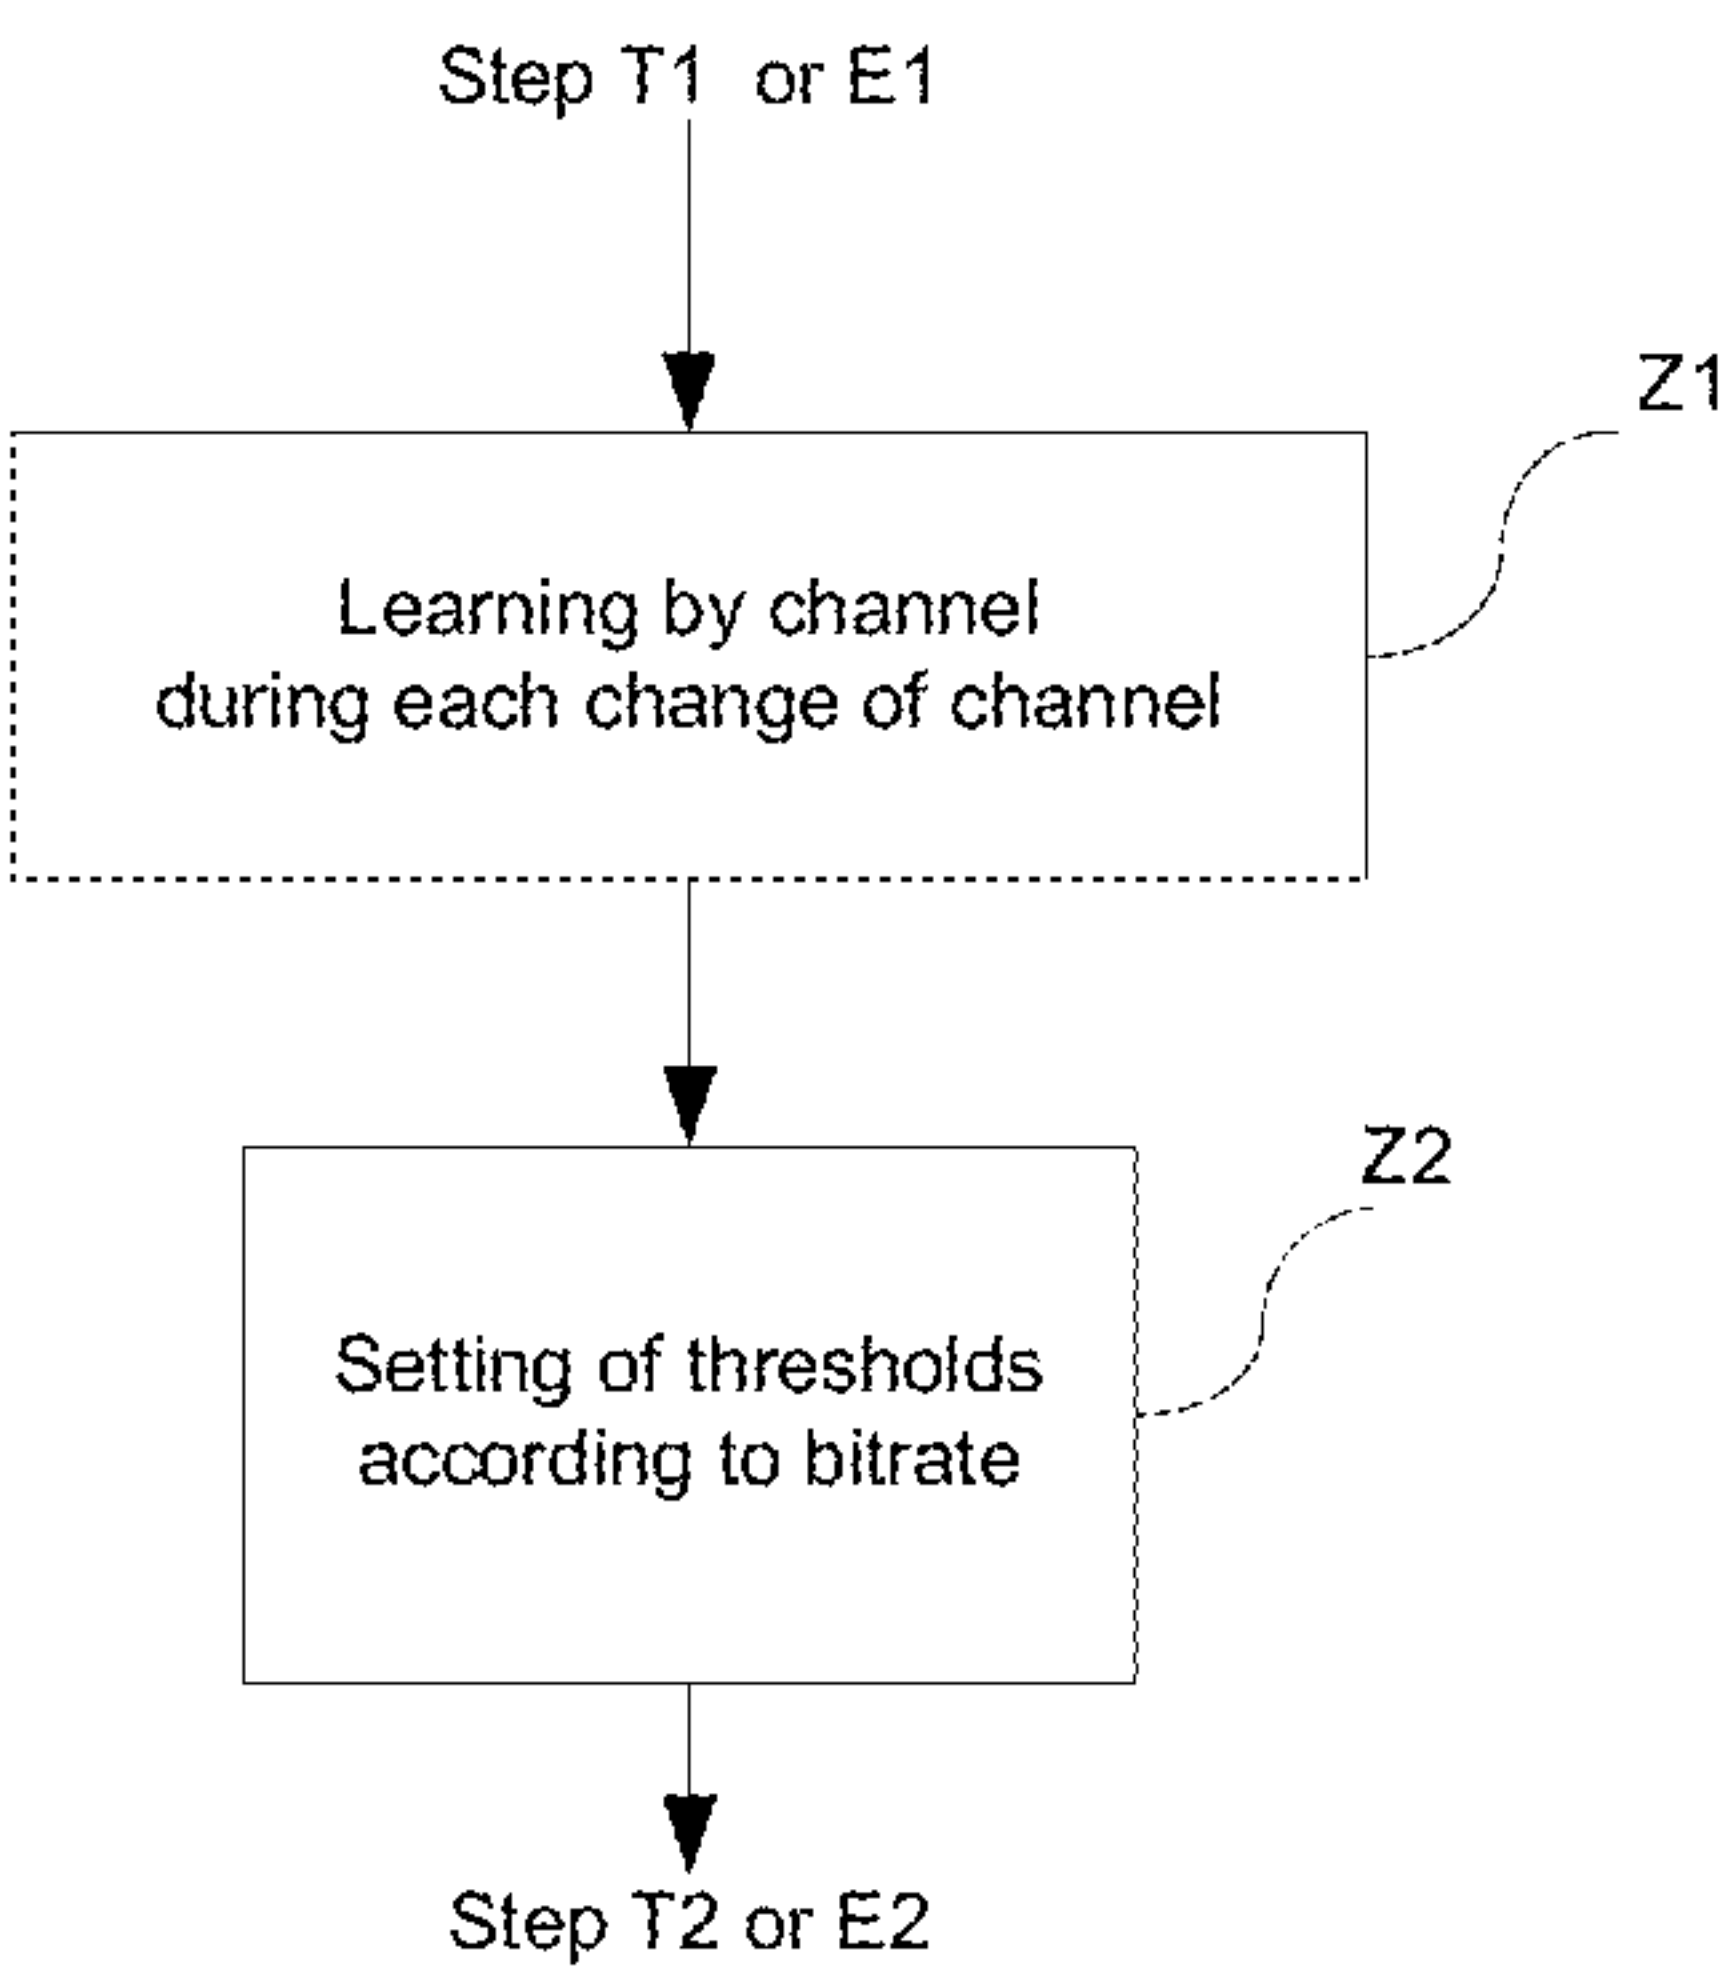 Step T1 or E1
Z1
Learning by channel
during each change of channel
Z2
Setting of thresholds
according to bitrate
Step T2 or E2